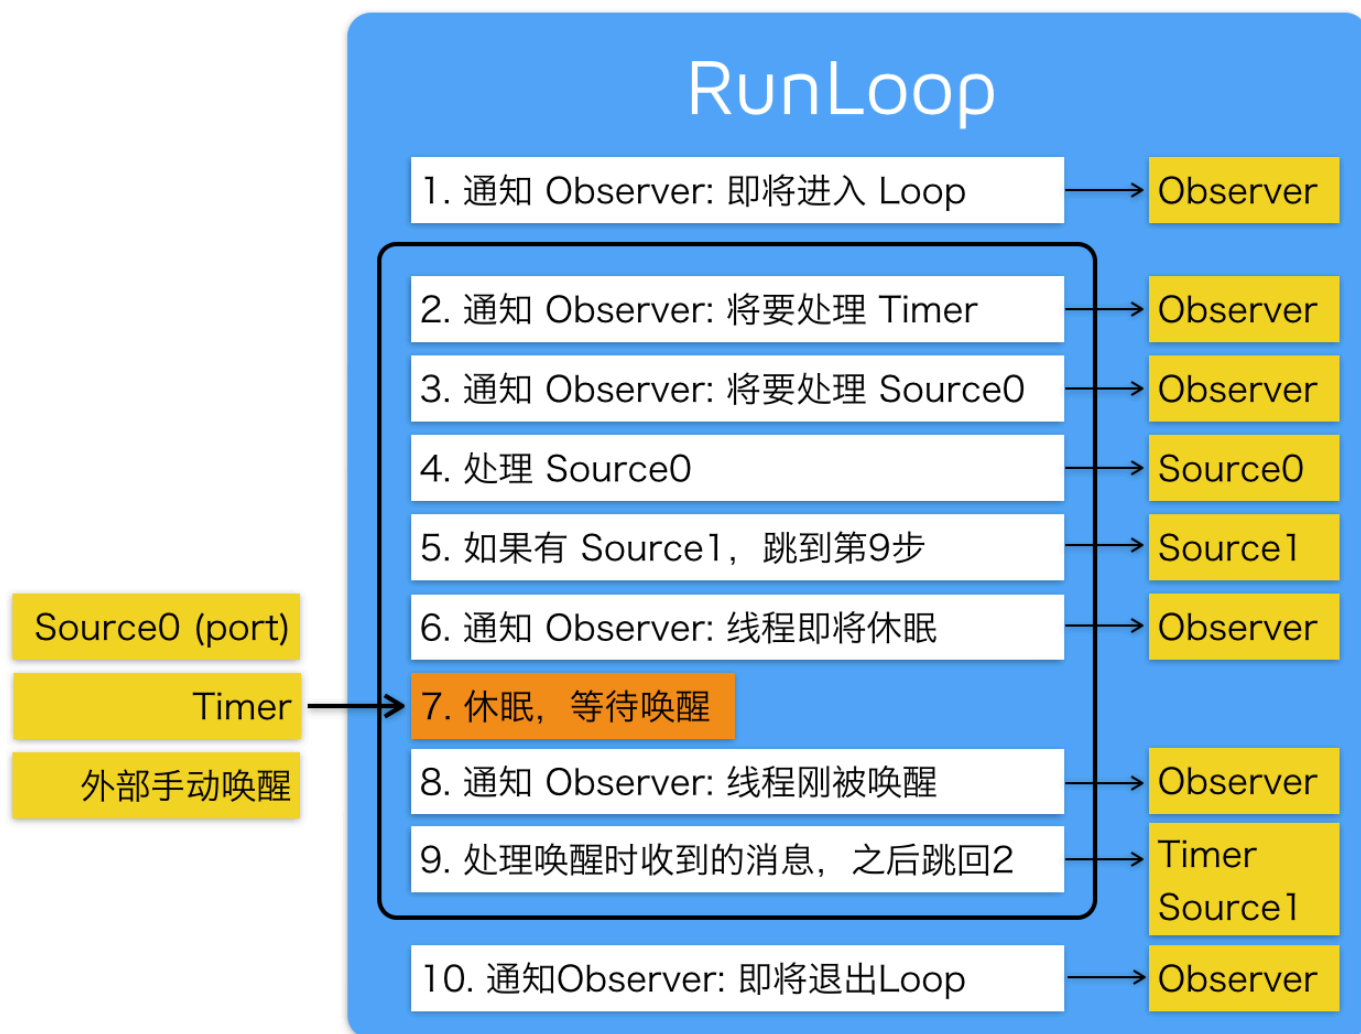 RunLoop
1. 通知 Observer: 即将进入 Loop
Observer
2. 通知 Observer: 将要处理 Timer
Observer
3. 通知 Observer: 将要处理 Source0
Observer
4. 处理 Source0
Source0
5. 如果有 Source1，跳到第9步
Source1
Source0 (port)
6. 通知 Observer: 线程即将休眠
Observer
Timer
7. 休眠，等待唤醒
外部手动唤醒
8. 通知 Observer: 线程刚被唤醒
Observer
9. 处理唤醒时收到的消息，之后跳回2
Timer
Source1
10. 通知Observer: 即将退出Loop
Observer